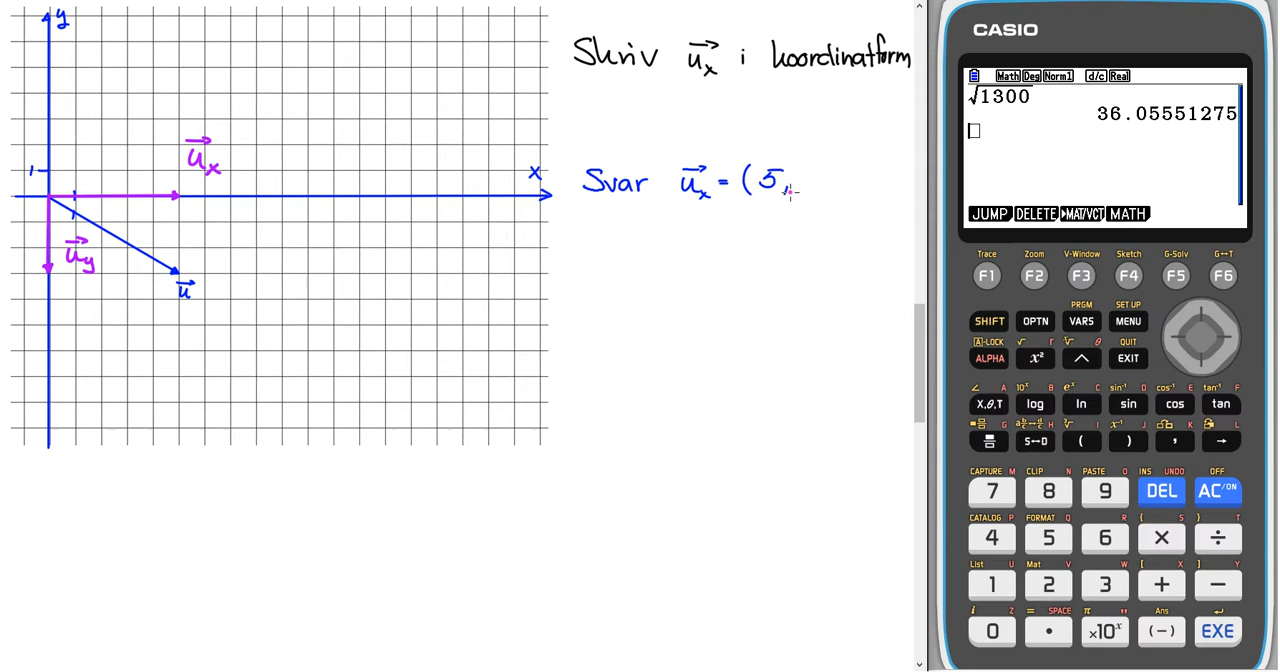 y
Skriv u⃗x i koordinatform
1
u⃗x
x
Svar u⃗x = ( 5 ,
1
u⃗y
u⃗
CASIO
Math Deg Norm1 d/c Real
√1300
36.05551275
JUMP DELETE ▶MAT/VCT MATH
Trace Zoom V-Window Sketch G-Solv G↔T
F1 F2 F3 F4 F5 F6
PRGM SET UP
SHIFT OPTN VARS MENU
A-LOCK √ r ˣ√ θ QUIT
ALPHA x² ^ EXIT
∠ A 10ˣ B eˣ C sin⁻¹ D cos⁻¹ E tan⁻¹ F
X,θ,T log ln sin cos tan
G a b/c↔d/c H ³√ I x⁻¹ J K L
S↔D ( ) , →
CAPTURE M CLIP N PASTE O INS UNDO OFF
7 8 9 DEL AC/ON
CATALOG P FORMAT Q R { S } T
4 5 6 × ÷
List U Mat V W [ X ] Y
1 2 3 + −
i Z = SPACE π " Ans
0 • ×10ˣ (−) EXE